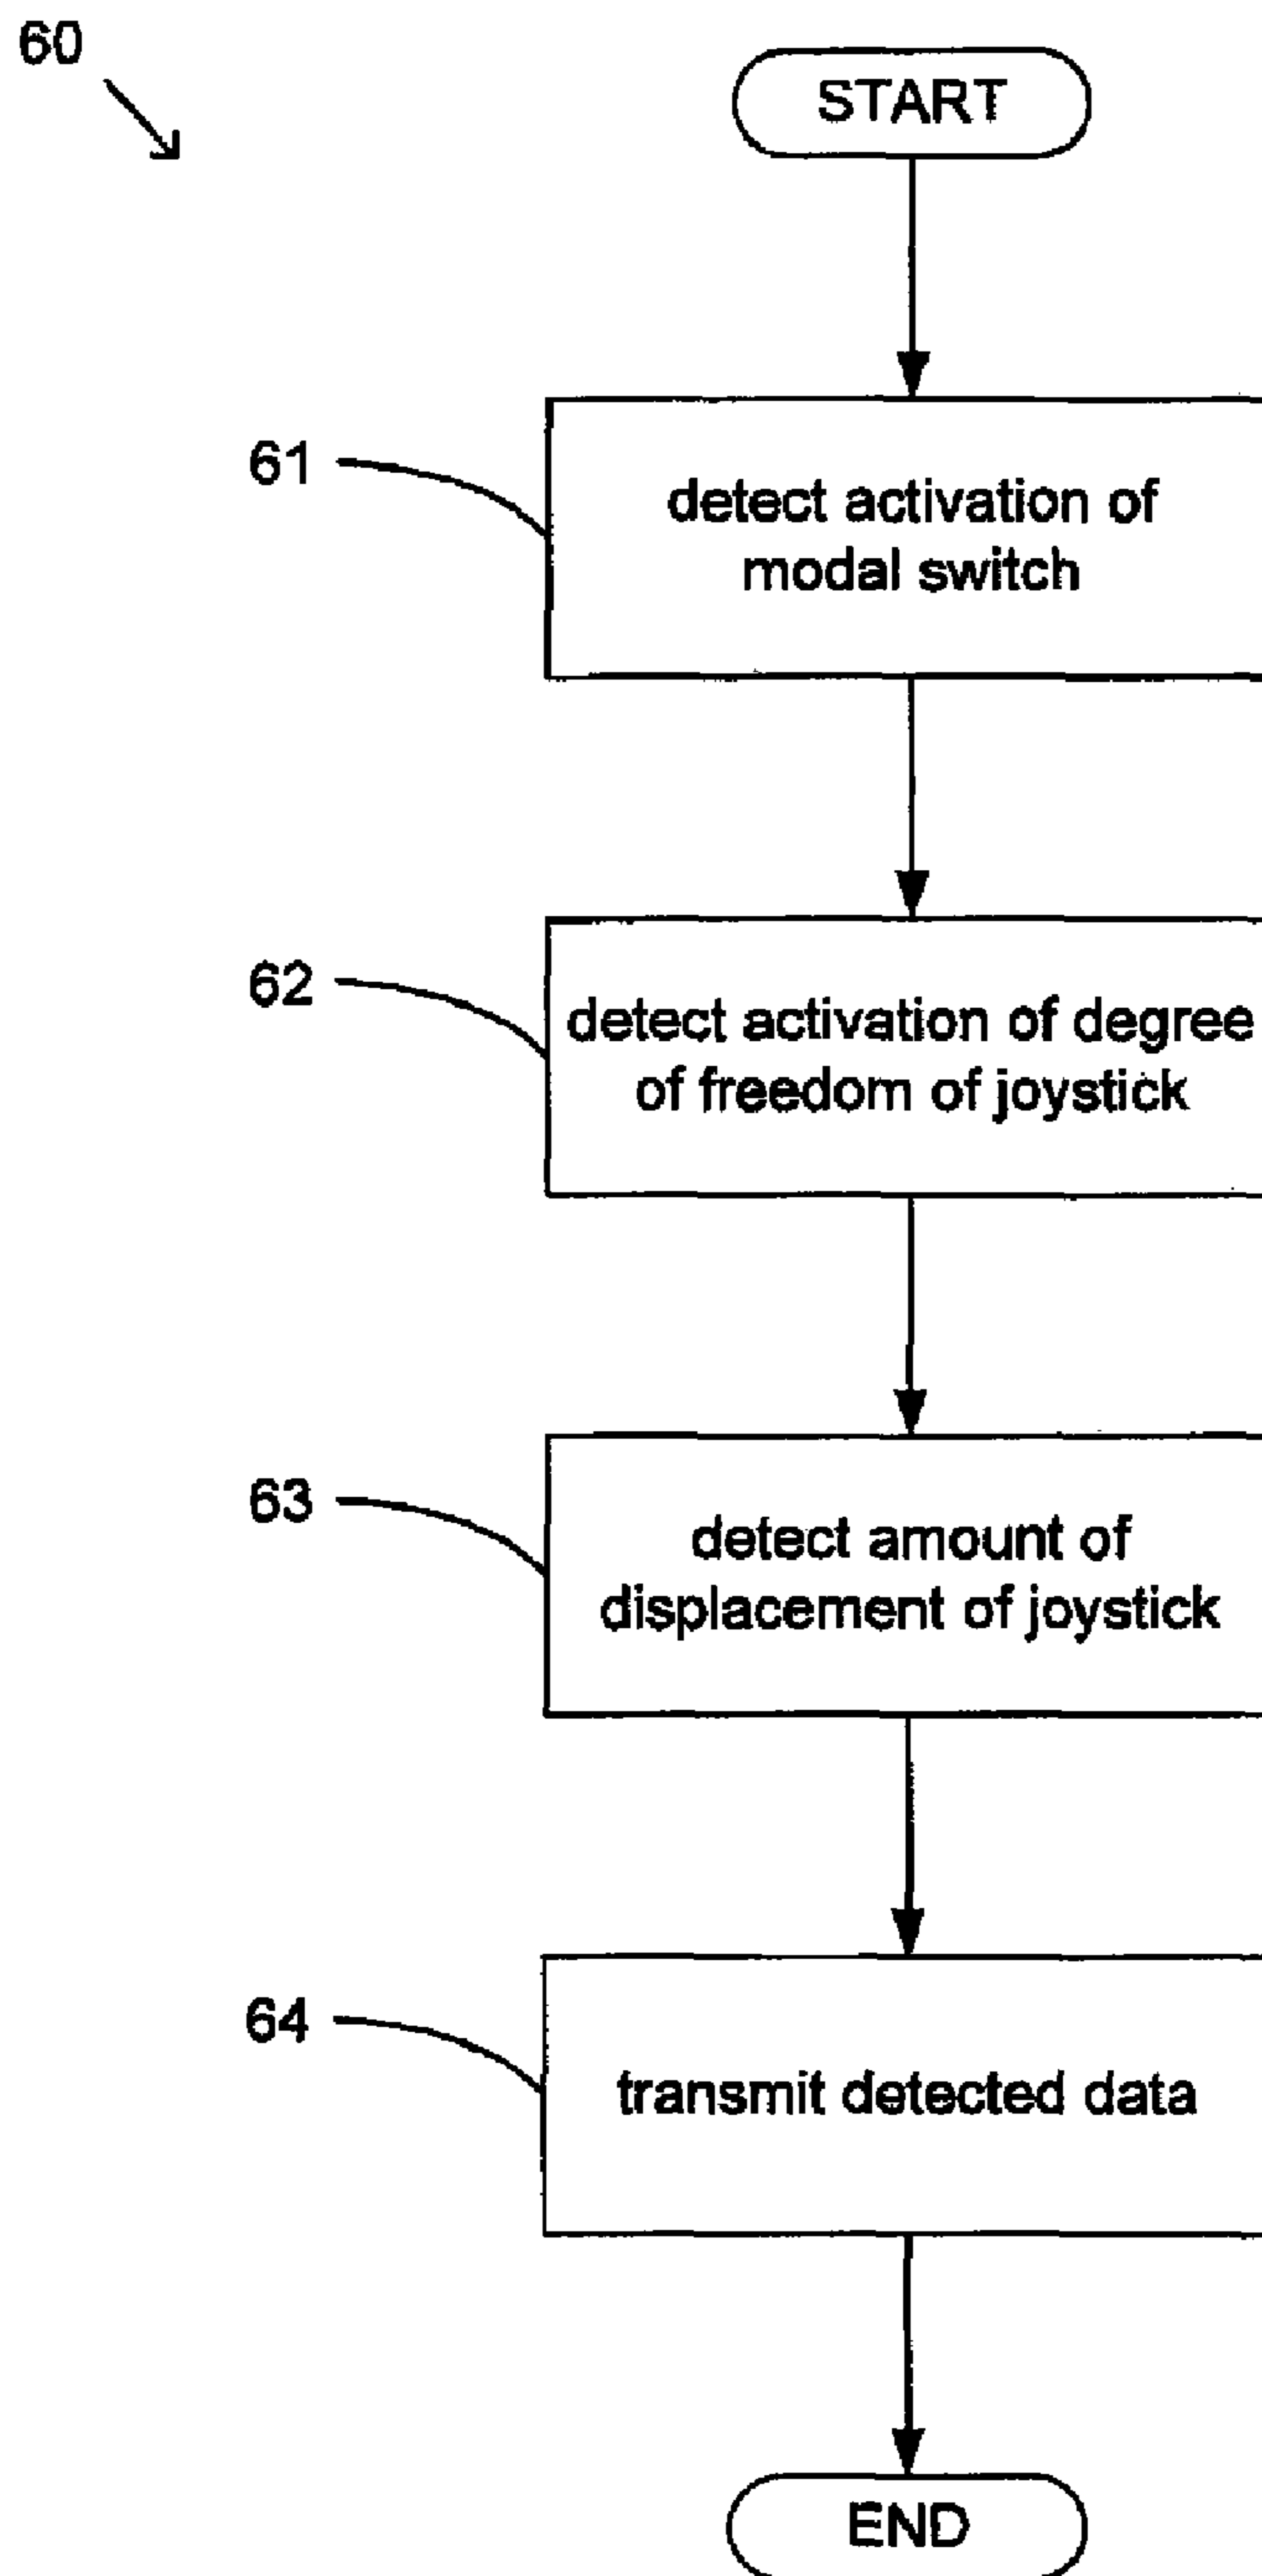 60
START
61
detect activation of
modal switch
62
detect activation of degree
of freedom of joystick
63
detect amount of
displacement of joystick
64
transmit detected data
END